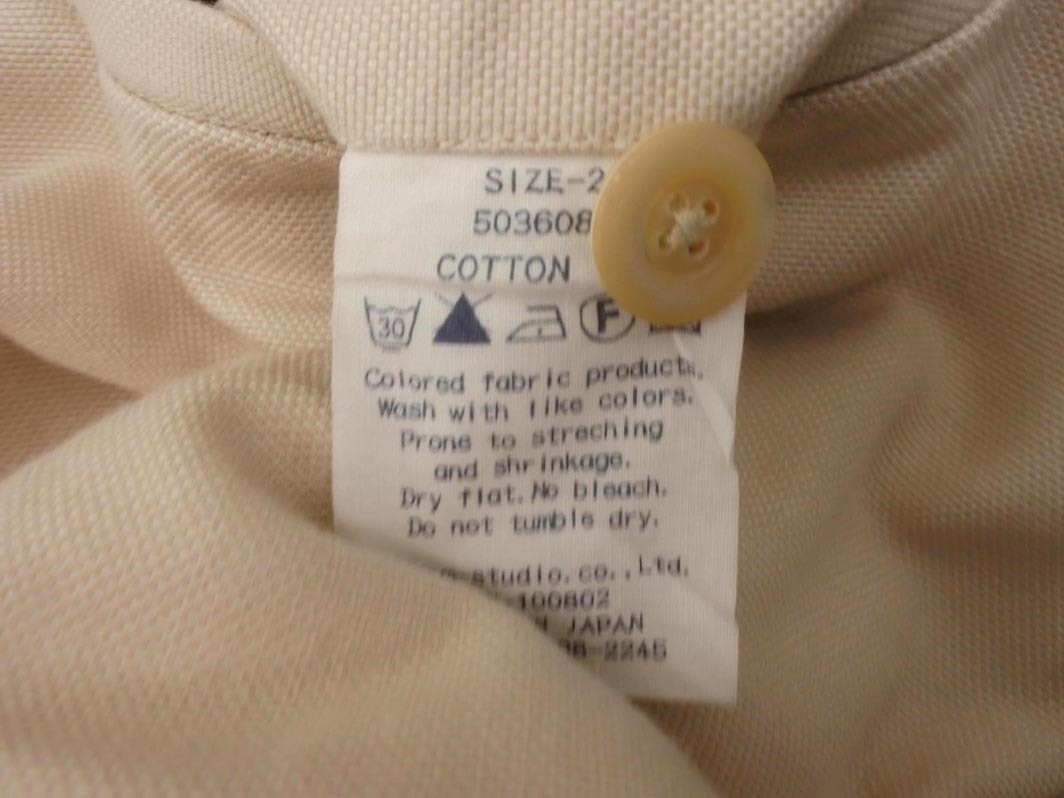 SIZE-2
503608
COTTON
30 F
Colored fabric products.
Wash with like colors.
Prone to streching
and shrinkage.
Dry flat. No bleach.
Do not tumble dry.
studio.co.,Ltd.
100802
JAPAN
-2245